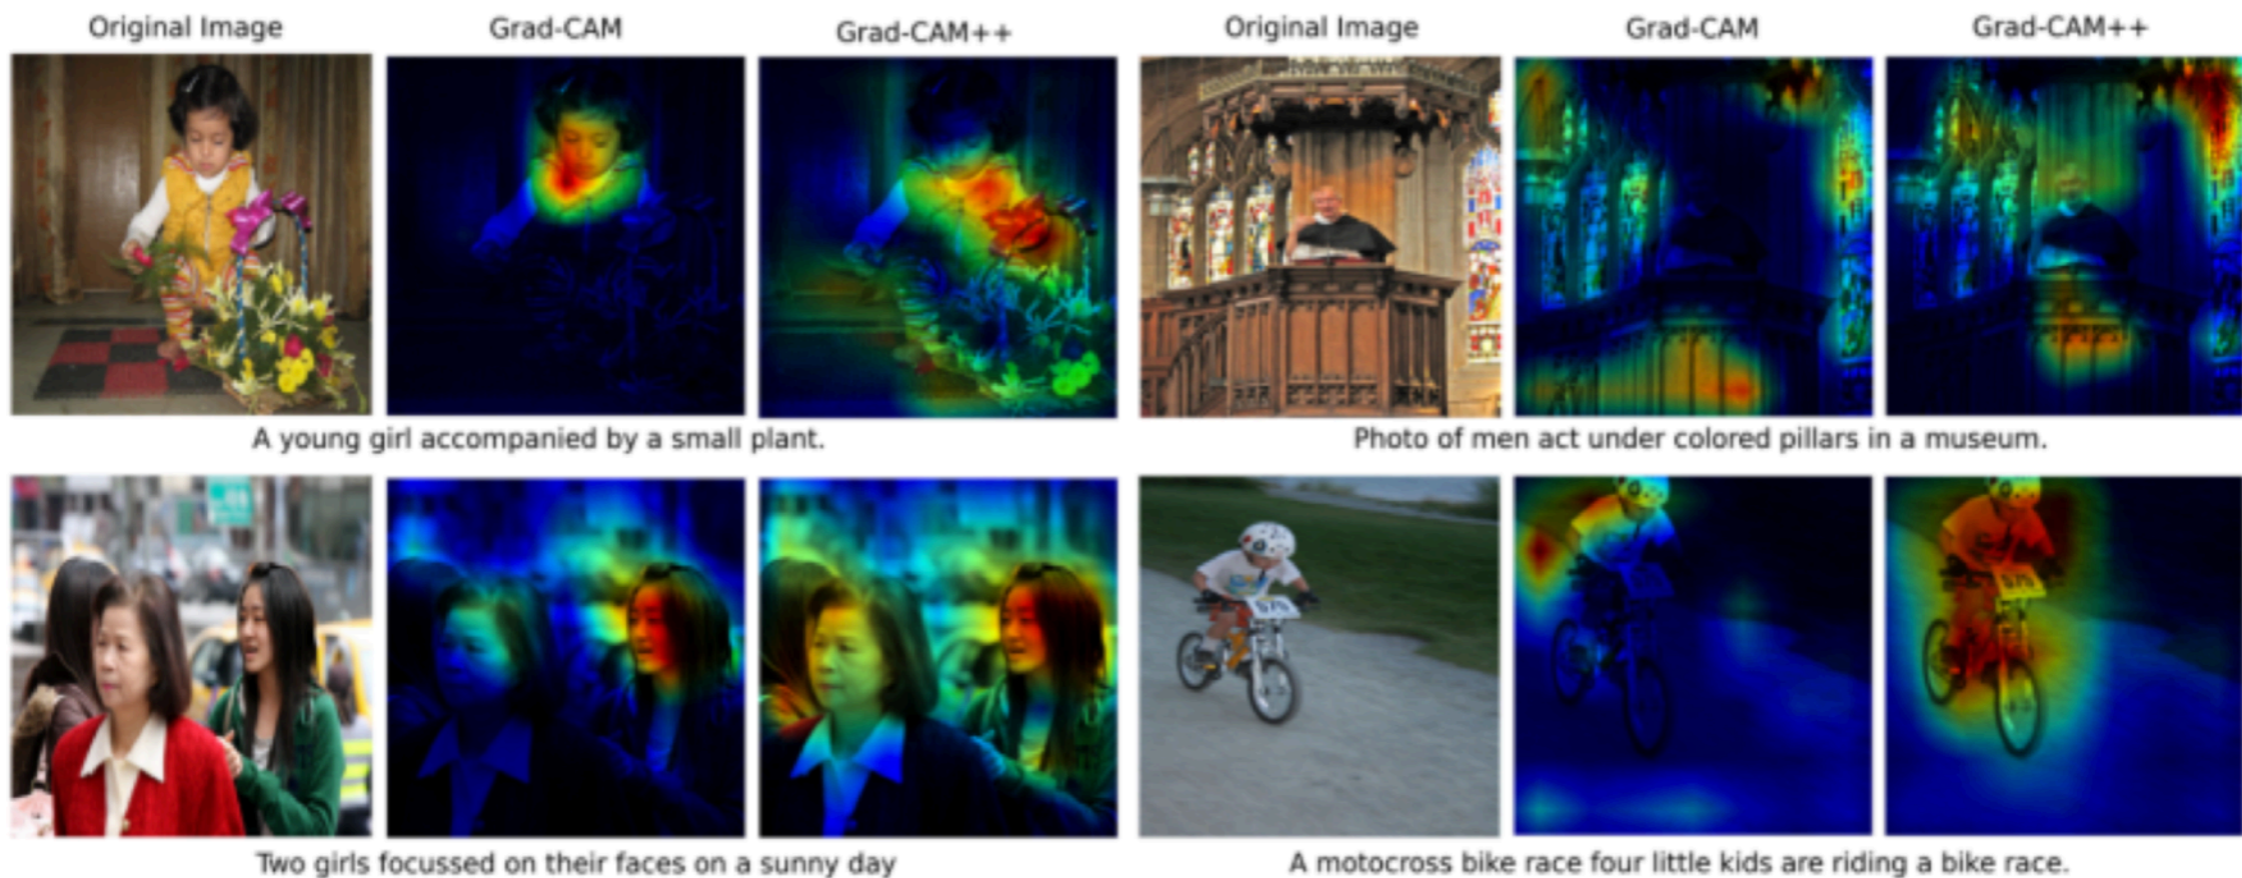 Original Image Grad-CAM Grad-CAM++ Original Image Grad-CAM Grad-CAM++
A young girl accompanied by a small plant.
Photo of men act under colored pillars in a museum.
Two girls focussed on their faces on a sunny day
A motocross bike race four little kids are riding a bike race.